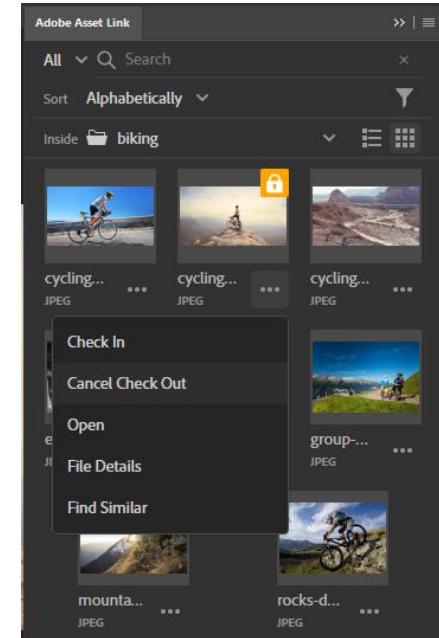 Adobe Asset Link
All Search
Sort Alphabetically
Inside biking
cycling... cycling... cycling...
JPEG JPEG JPEG
Check In
Cancel Check Out
Open
File Details
Find Similar
group-...
JPEG
mounta... rocks-d...
JPEG JPEG